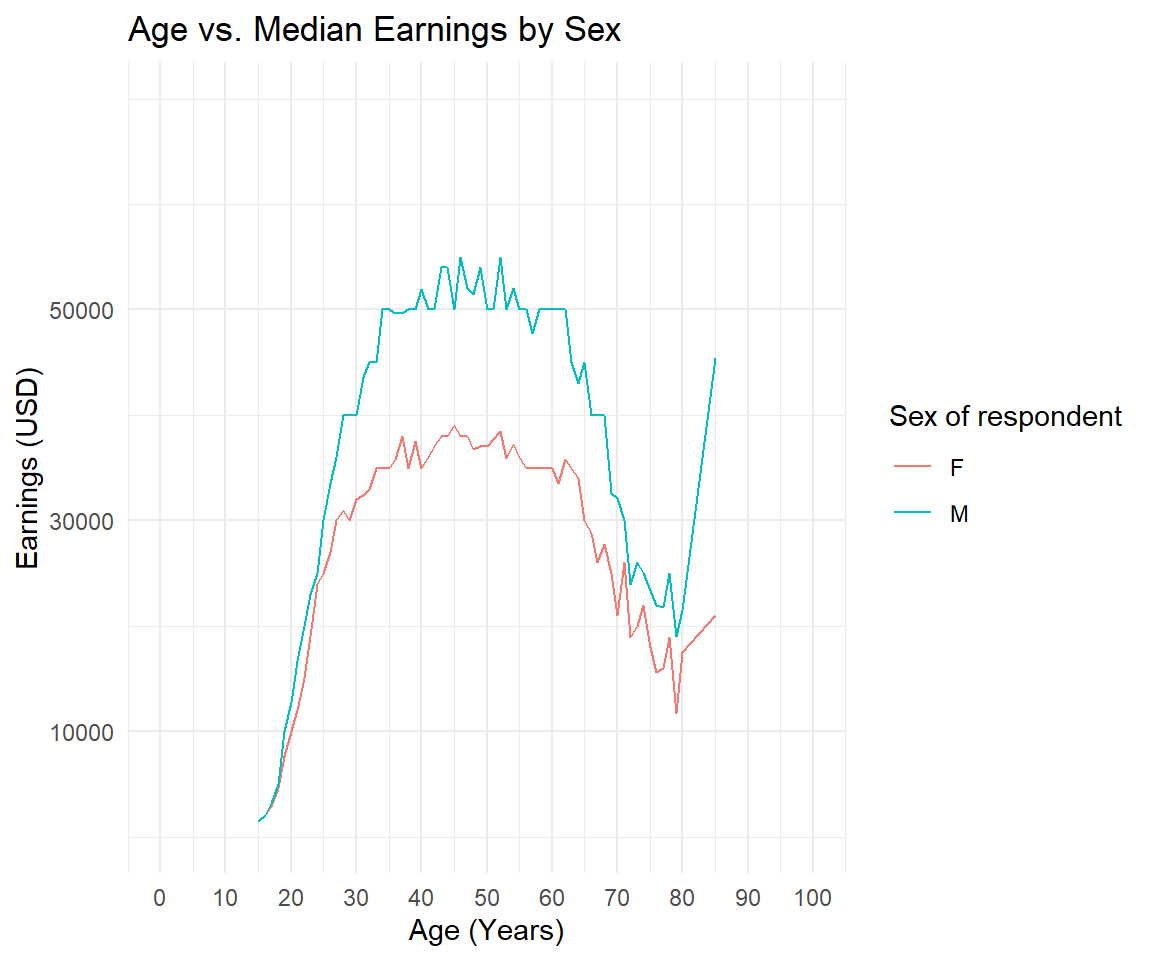 Age vs. Median Earnings by Sex
Earnings (USD)
50000
30000
10000
0 10 20 30 40 50 60 70 80 90 100
Age (Years)
Sex of respondent
F
M